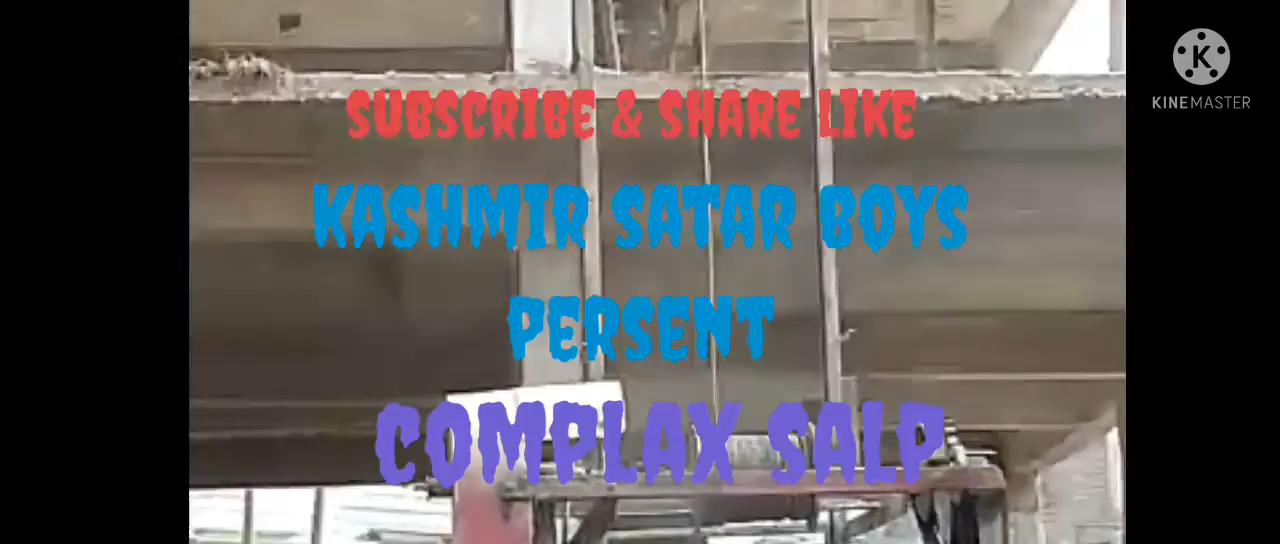 SUBSCRIBE & SHARE LIKE
KASHMIR SATAR BOYS
PERSENT
COMPLAX SALP
K
KINEMASTER